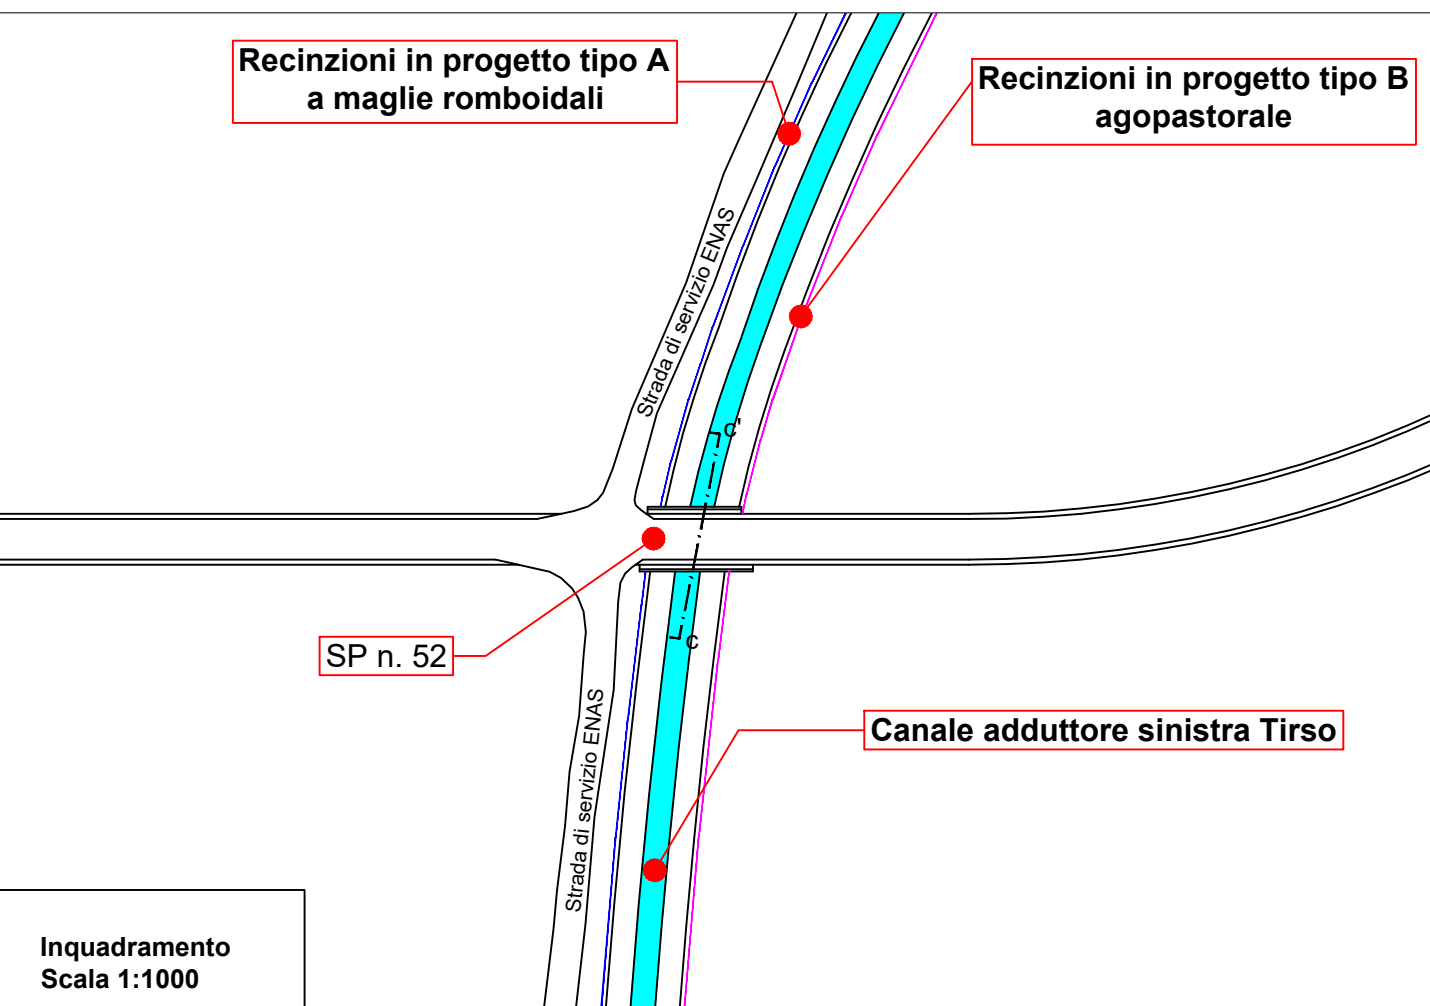 Recinzioni in progetto tipo A
a maglie romboidali
Recinzioni in progetto tipo B
agopastorale
Strada di servizio ENAS
c'
SP n. 52
c
Strada di servizio ENAS
Canale adduttore sinistra Tirso
Inquadramento
Scala 1:1000